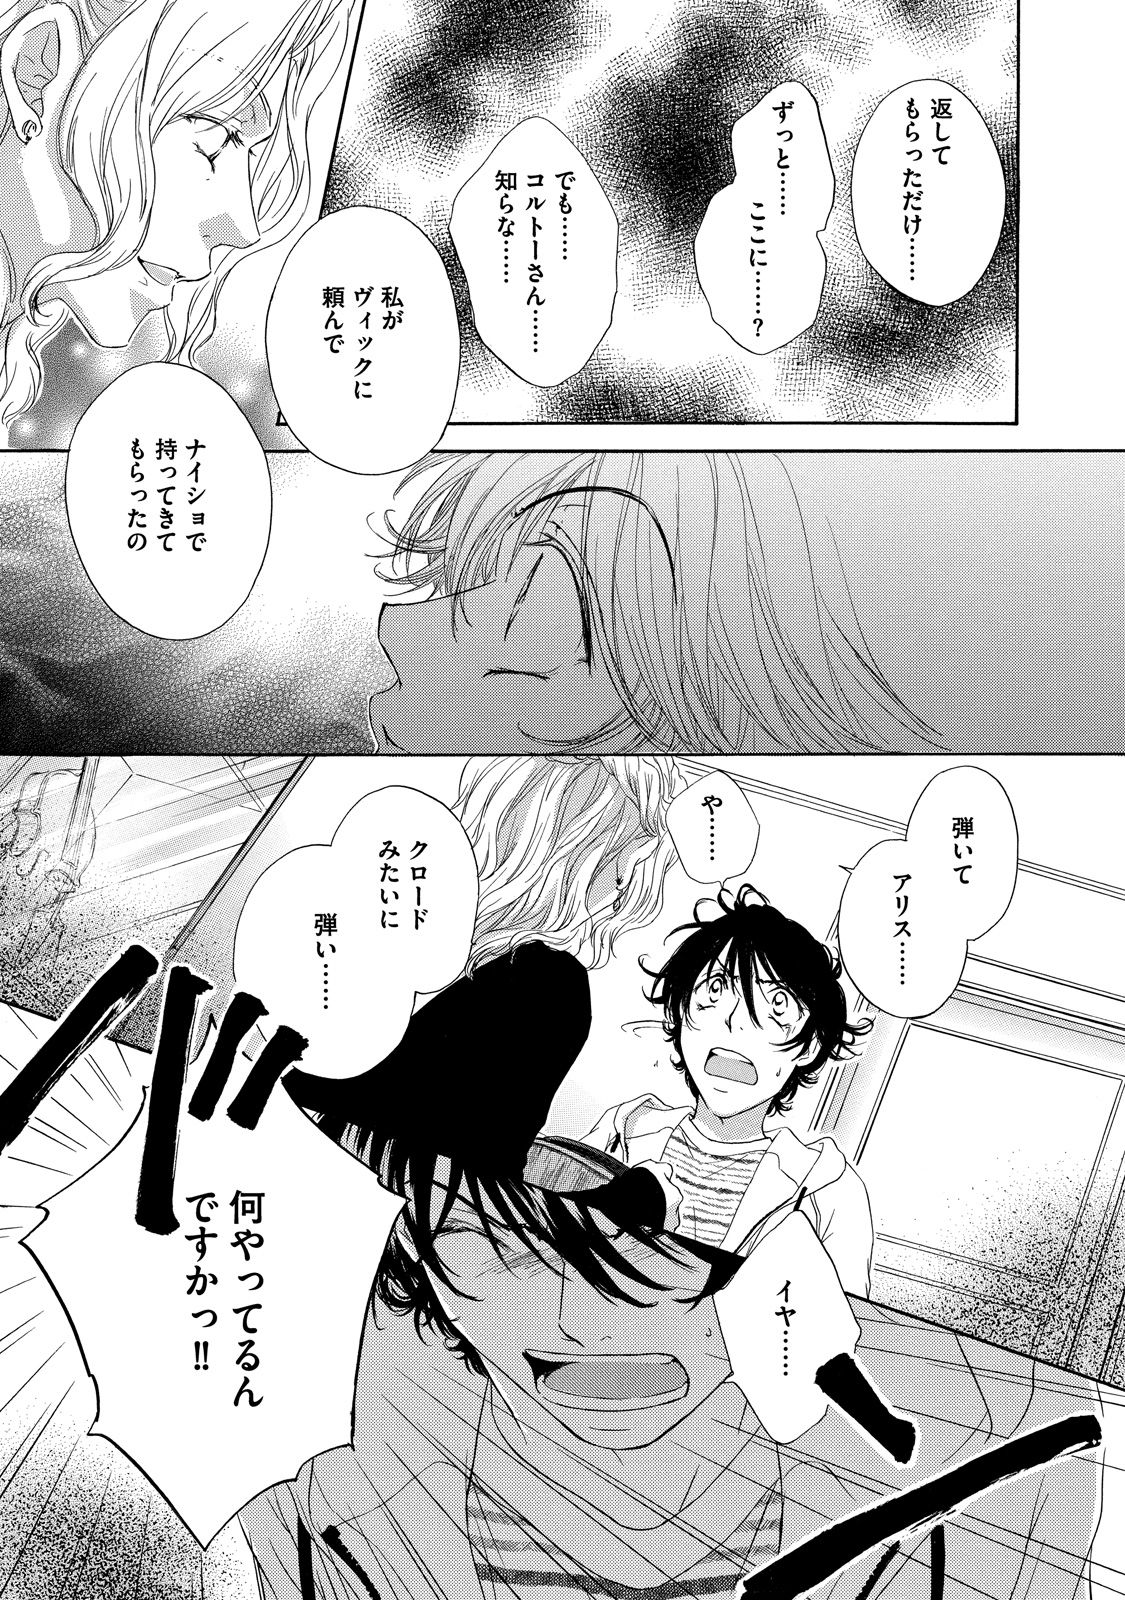 返して
もらっただけ……
ずっと……
ここに……?
でも……
コルトーさん……
知らな……
私が
ヴィックに
頼んで
ナイショで
持ってきて
もらったの
弾いて
アリス…
や……
クロード
みたいに
弾い……
イヤ……
バン
何やってるん
ですかっ!!